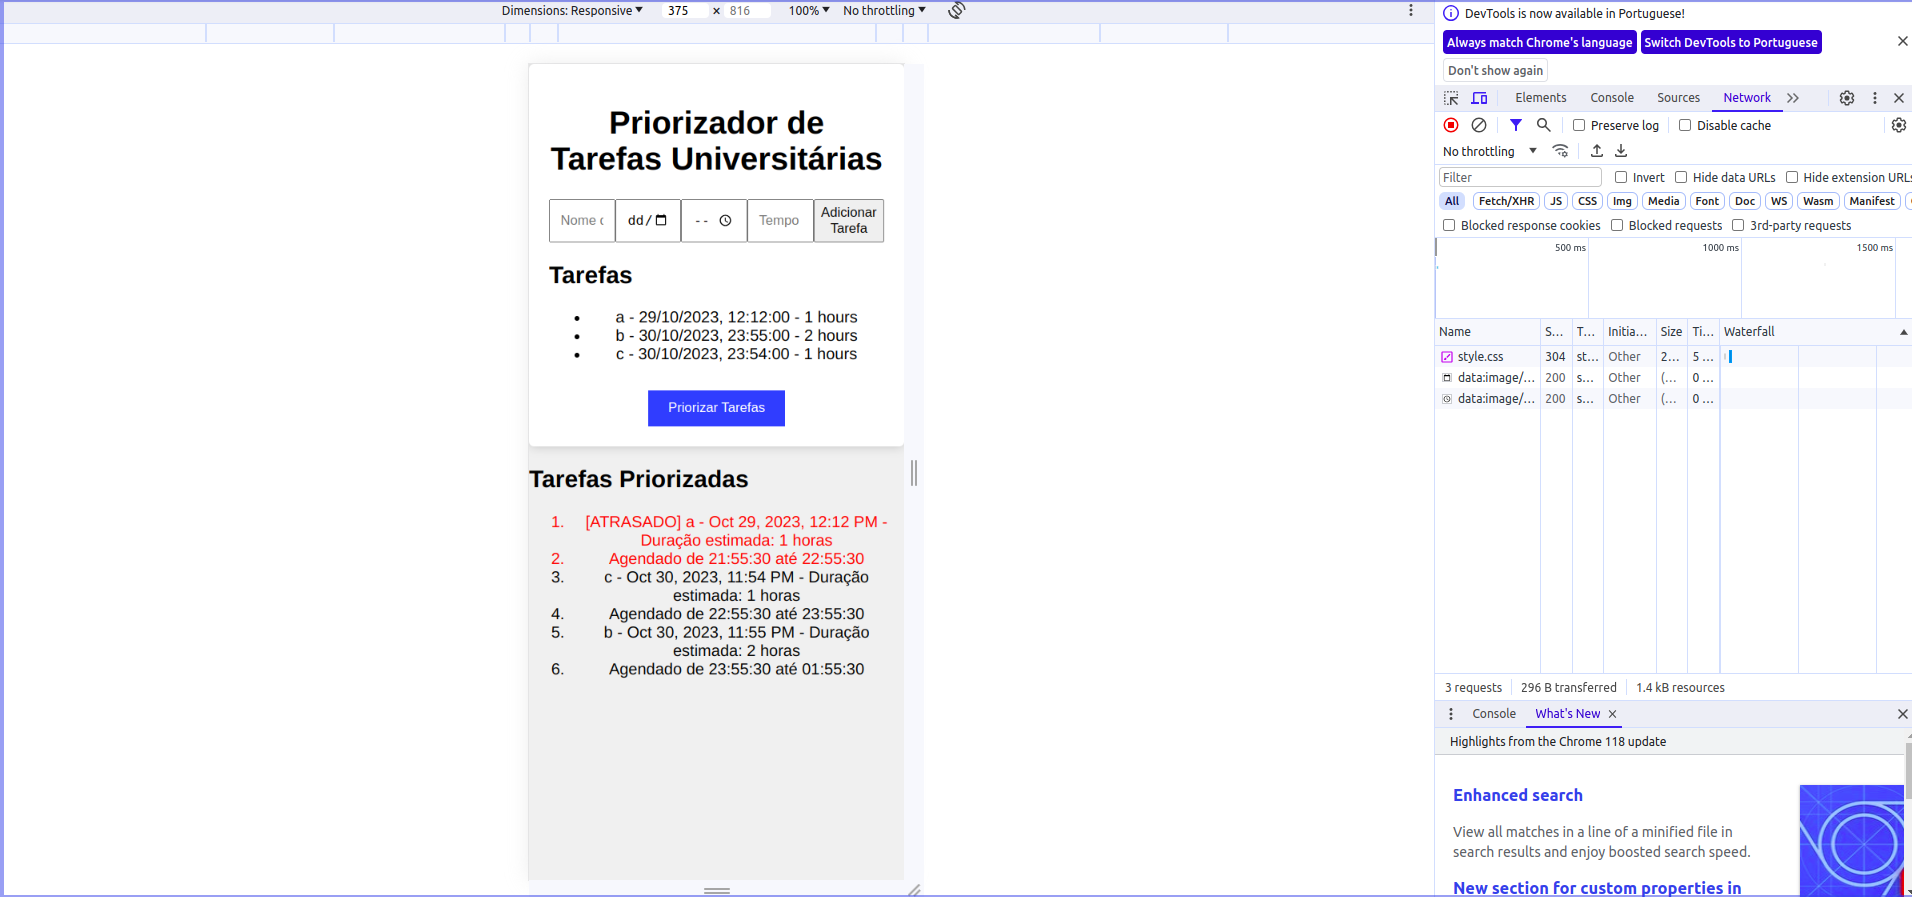 Dimensions: Responsive 375 × 816 100% No throttling
Priorizador de
Tarefas Universitárias
Nome dd/ -- Tempo Adicionar
Tarefa
Tarefas
• a - 29/10/2023, 12:12:00 - 1 hours
• b - 30/10/2023, 23:55:00 - 2 hours
• c - 30/10/2023, 23:54:00 - 1 hours
Priorizar Tarefas
Tarefas Priorizadas
1. [ATRASADO] a - Oct 29, 2023, 12:12 PM -
Duração estimada: 1 horas
2. Agendado de 21:55:30 até 22:55:30
3. c - Oct 30, 2023, 11:54 PM - Duração
estimada: 1 horas
4. Agendado de 22:55:30 até 23:55:30
5. b - Oct 30, 2023, 11:55 PM - Duração
estimada: 2 horas
6. Agendado de 23:55:30 até 01:55:30
DevTools is now available in Portuguese!
Always match Chrome's language Switch DevTools to Portuguese
Don't show again
Elements Console Sources Network
Preserve log Disable cache
No throttling
Filter Invert Hide data URLs Hide extension URLs
All Fetch/XHR JS CSS Img Media Font Doc WS Wasm Manifest
Blocked response cookies Blocked requests 3rd-party requests
500 ms 1000 ms 1500 ms
Name S... T... Initia... Size Ti... Waterfall
style.css 304 st... Other 2... 5 ...
data:image/... 200 s... Other (... 0 ...
data:image/... 200 s... Other (... 0 ...
3 requests 296 B transferred 1.4 kB resources
Console What's New
Highlights from the Chrome 118 update
Enhanced search
View all matches in a line of a minified file in
search results and enjoy boosted search speed.
New section for custom properties in